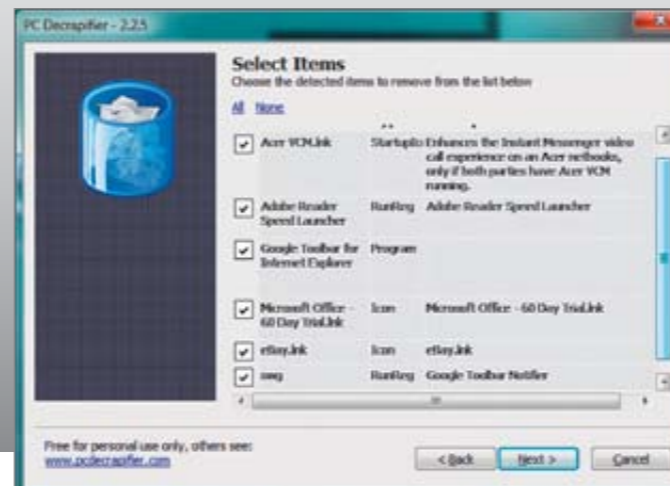 PC Decrapifier - 2.2.5
Select Items
Choose the detected items to remove from the list below
All None
Acer VCM.lnk StartupIo Enhances the Instant Messenger video
call experience on an Acer netbooks,
only if both parties have Acer VCM
running.
Adobe Reader RunReg Adobe Reader Speed Launcher
Speed Launcher
Google Toolbar for Program
Internet Explorer
Microsoft Office - Icon Microsoft Office - 60 Day Trial.lnk
60 Day Trial.lnk
eBay.lnk Icon eBay.lnk
swg RunReg Google Toolbar Notifier
Free for personal use only, others see:
www.pcdecrapifier.com
< Back Next > Cancel